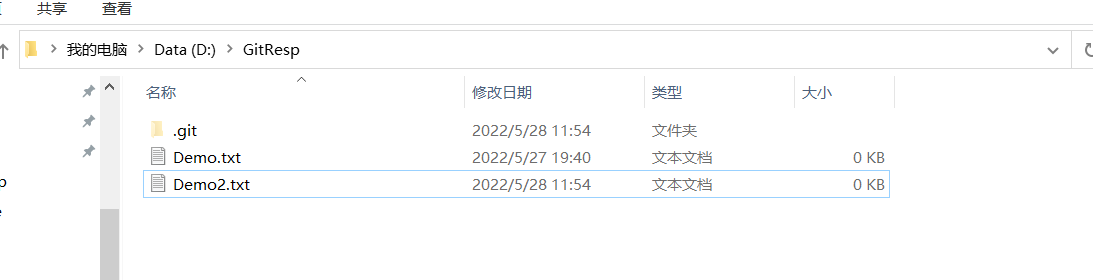 共享 查看
我的电脑 Data (D:) GitResp
名称 修改日期 类型 大小
.git 2022/5/28 11:54 文件夹
Demo.txt 2022/5/27 19:40 文本文档 0 KB
Demo2.txt 2022/5/28 11:54 文本文档 0 KB